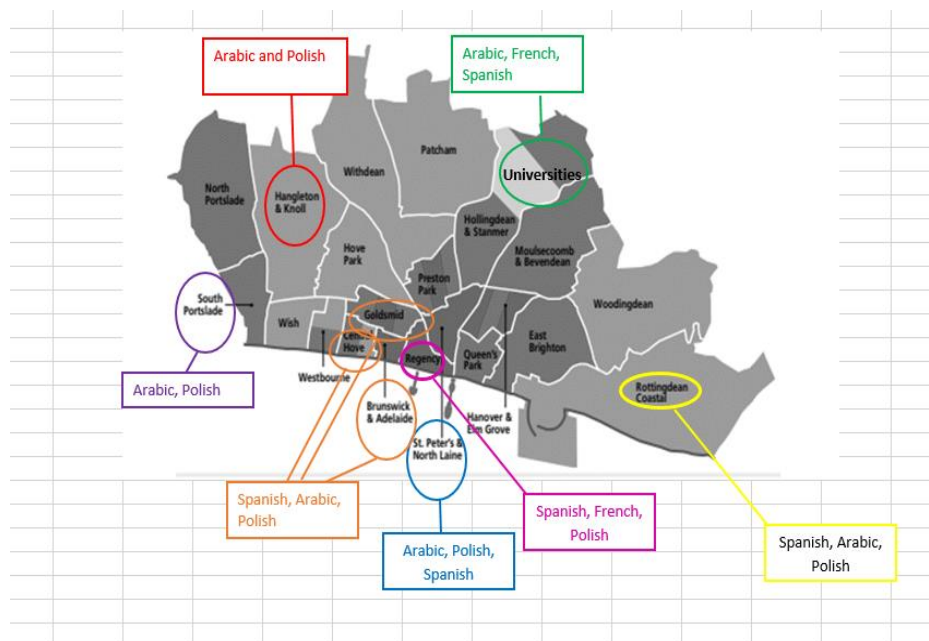 Arabic and Polish
Arabic, French,
Spanish
Patcham
Withdean
Universities
North
Portslade
Hangleton
& Knoll
Hollingdean
& Stanmer
Hove
Park
Moulsecoomb
& Bevendean
Preston
Park
South
Portslade
Woodingdean
Goldsmid
Wish
East
Brighton
Hove
Regency
Queen's
Park
Westbourne
Rottingdean
Coastal
Arabic, Polish
Brunswick
& Adelaide
Hanover &
Elm Grove
St. Peter's &
North Laine
Spanish, Arabic,
Polish
Spanish, French,
Polish
Arabic, Polish,
Spanish
Spanish, Arabic,
Polish